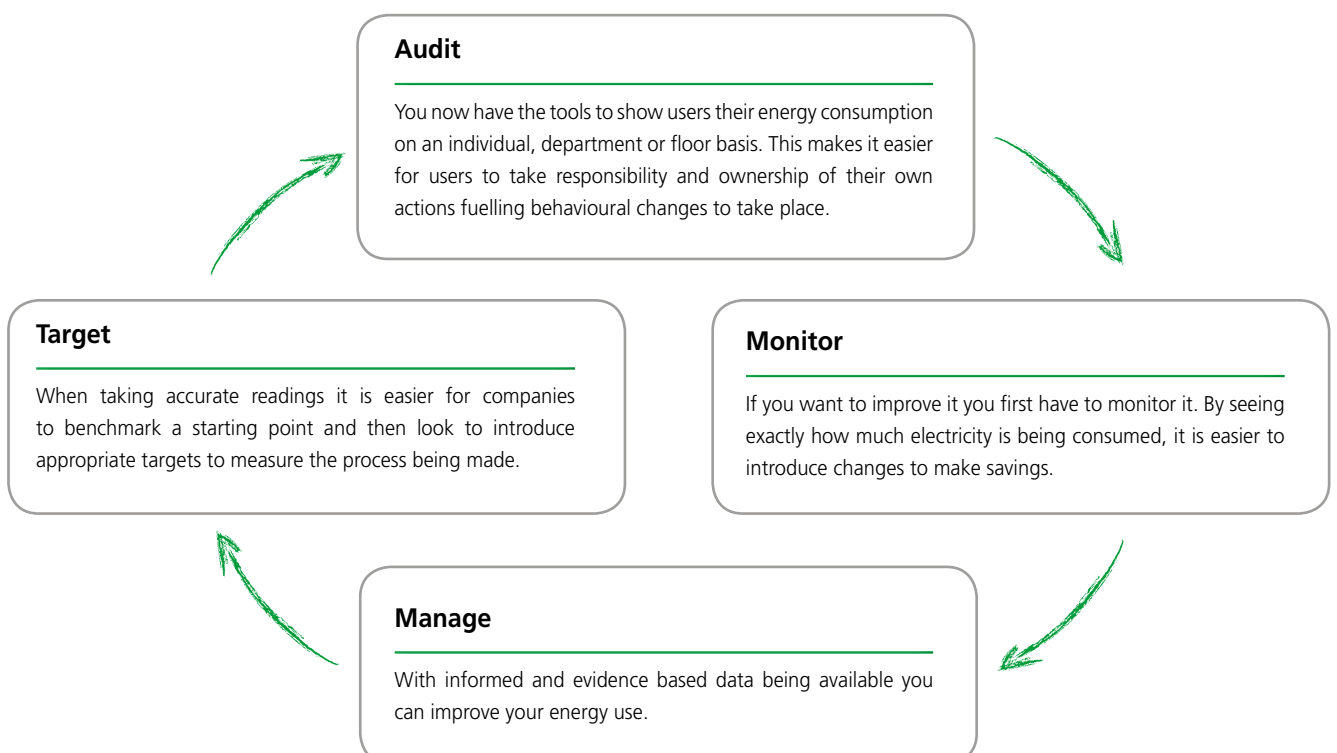 Audit
You now have the tools to show users their energy consumption
on an individual, department or floor basis. This makes it easier
for users to take responsibility and ownership of their own
actions fuelling behavioural changes to take place.
Target
When taking accurate readings it is easier for companies
to benchmark a starting point and then look to introduce
appropriate targets to measure the process being made.
Monitor
If you want to improve it you first have to monitor it. By seeing
exactly how much electricity is being consumed, it is easier to
introduce changes to make savings.
Manage
With informed and evidence based data being available you
can improve your energy use.